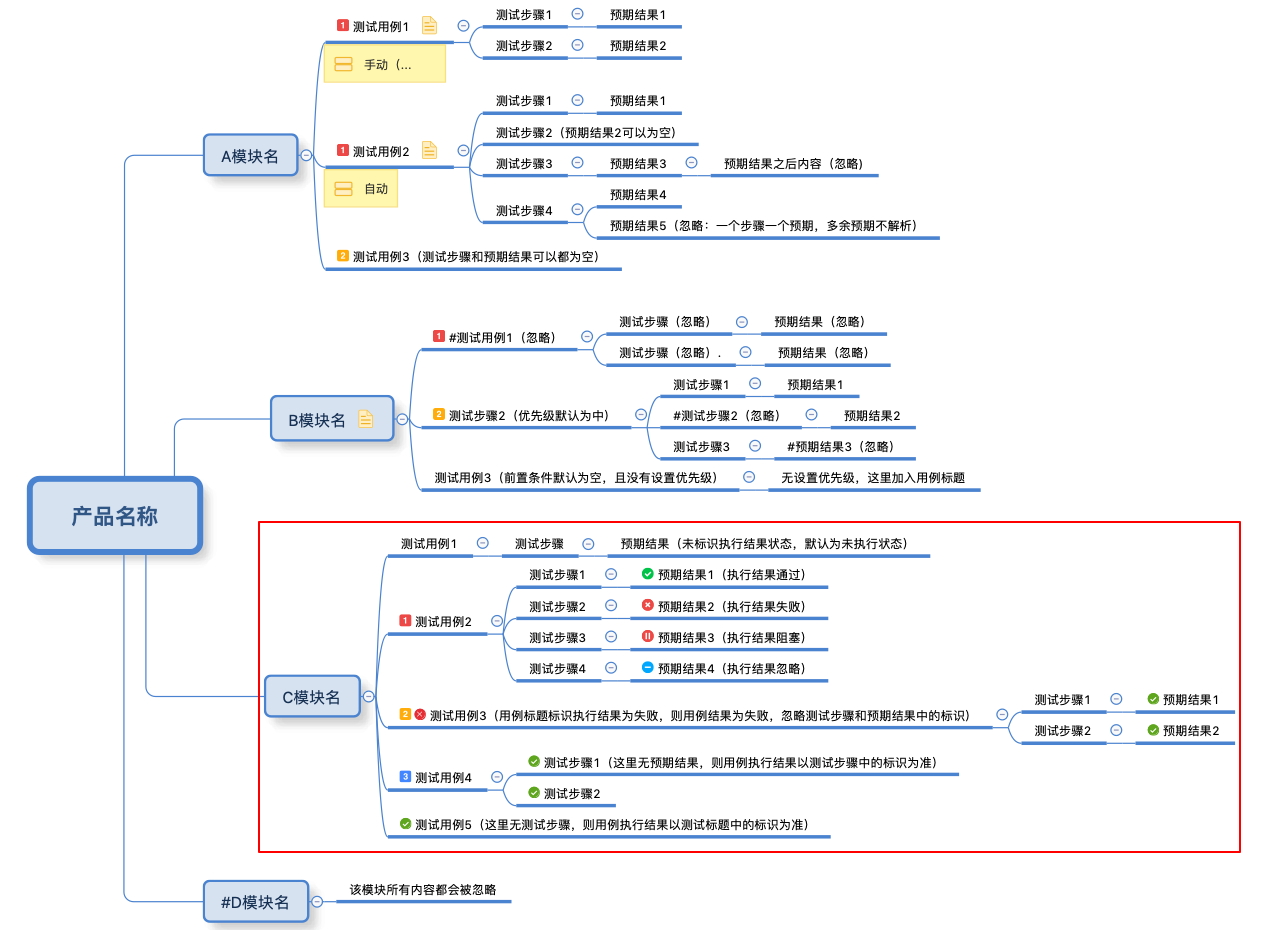 产品名称
A模块名
1 测试用例1
手动（...
测试步骤1
预期结果1
测试步骤2
预期结果2
1 测试用例2
自动
测试步骤1
预期结果1
测试步骤2（预期结果2可以为空）
测试步骤3
预期结果3
预期结果之后内容（忽略）
测试步骤4
预期结果4
预期结果5（忽略：一个步骤一个预期，多余预期不解析）
2 测试用例3（测试步骤和预期结果可以都为空）
B模块名
1 #测试用例1（忽略）
测试步骤（忽略）
预期结果（忽略）
测试步骤（忽略）.
预期结果（忽略）
2 测试步骤2（优先级默认为中）
测试步骤1
预期结果1
#测试步骤2（忽略）
预期结果2
测试步骤3
#预期结果3（忽略）
测试用例3（前置条件默认为空，且没有设置优先级）
无设置优先级，这里加入用例标题
C模块名
测试用例1
测试步骤
预期结果（未标识执行结果状态，默认为未执行状态）
1 测试用例2
测试步骤1
预期结果1（执行结果通过）
测试步骤2
预期结果2（执行结果失败）
测试步骤3
预期结果3（执行结果阻塞）
测试步骤4
预期结果4（执行结果忽略）
2 测试用例3（用例标题标识执行结果为失败，则用例结果为失败，忽略测试步骤和预期结果中的标识）
测试步骤1
预期结果1
测试步骤2
预期结果2
3 测试用例4
测试步骤1（这里无预期结果，则用例执行结果以测试步骤中的标识为准）
测试步骤2
测试用例5（这里无测试步骤，则用例执行结果以测试标题中的标识为准）
#D模块名
该模块所有内容都会被忽略